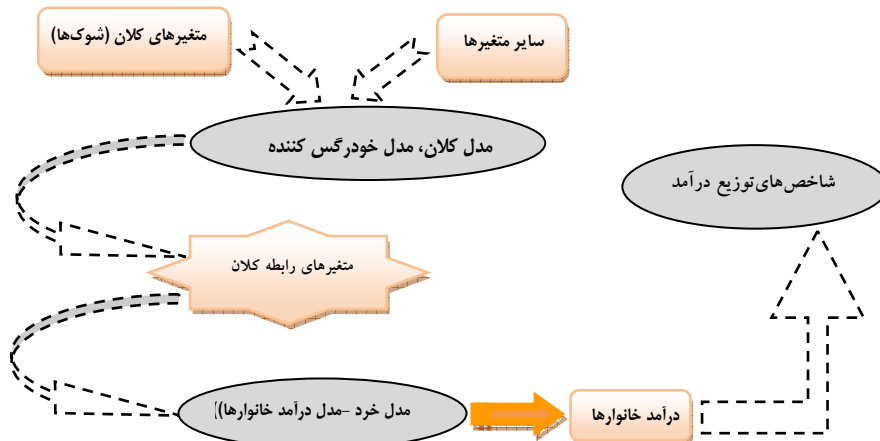 متغیرهای کلان (شوک‌ها)
سایر متغیرها
مدل کلان، مدل خودرگس کننده
شاخص‌های توزیع درآمد
متغیرهای رابطه کلان
مدل خرد –مدل درآمد خانوارها))
درآمد خانوارها